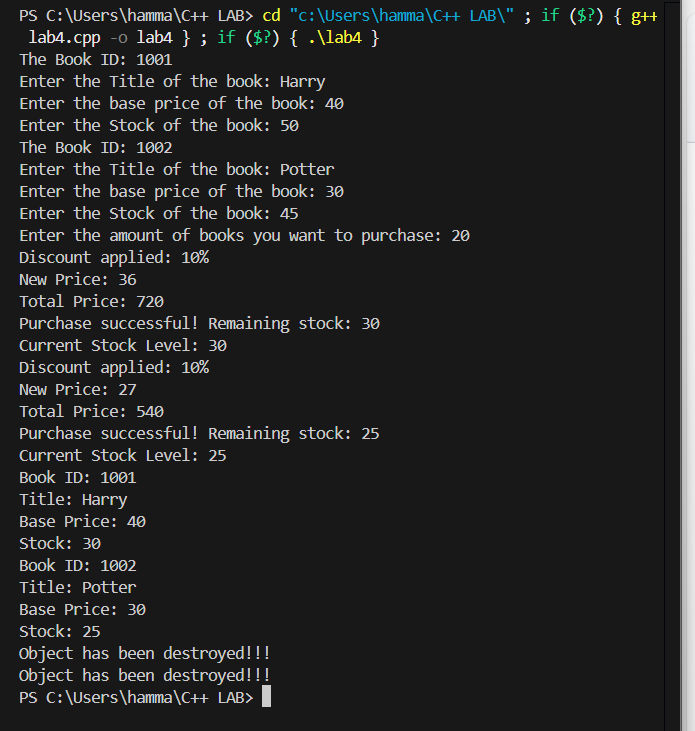 PS C:\Users\hamma\C++ LAB> cd "c:\Users\hamma\C++ LAB\" ; if ($?) { g++
lab4.cpp -o lab4 } ; if ($?) { .\lab4 }
The Book ID: 1001
Enter the Title of the book: Harry
Enter the base price of the book: 40
Enter the Stock of the book: 50
The Book ID: 1002
Enter the Title of the book: Potter
Enter the base price of the book: 30
Enter the Stock of the book: 45
Enter the amount of books you want to purchase: 20
Discount applied: 10%
New Price: 36
Total Price: 720
Purchase successful! Remaining stock: 30
Current Stock Level: 30
Discount applied: 10%
New Price: 27
Total Price: 540
Purchase successful! Remaining stock: 25
Current Stock Level: 25
Book ID: 1001
Title: Harry
Base Price: 40
Stock: 30
Book ID: 1002
Title: Potter
Base Price: 30
Stock: 25
Object has been destroyed!!!
Object has been destroyed!!!
PS C:\Users\hamma\C++ LAB>